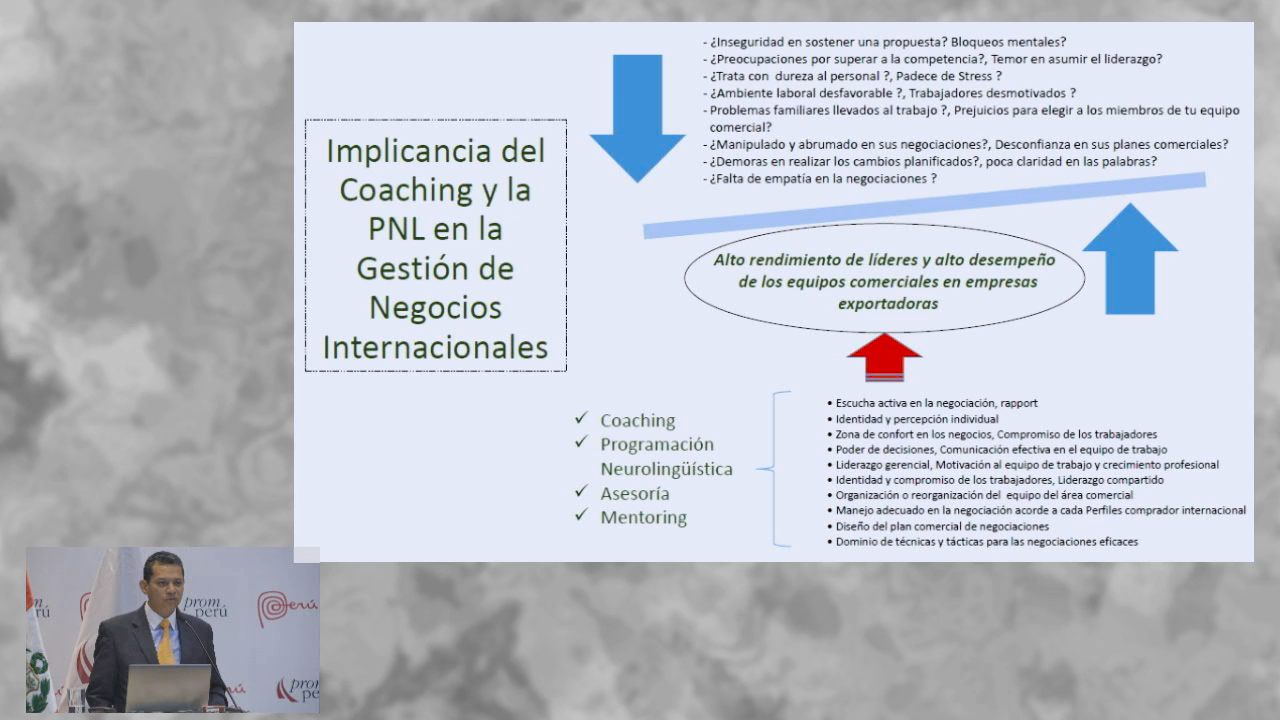 Implicancia del
Coaching y la
PNL en la
Gestión de
Negocios
Internacionales
- ¿Inseguridad en sostener una propuesta? Bloqueos mentales?
- ¿Preocupaciones por superar a la competencia?, Temor en asumir el liderazgo?
- ¿Trata con dureza al personal ?, Padece de Stress ?
- ¿Ambiente laboral desfavorable ?, Trabajadores desmotivados ?
- Problemas familiares llevados al trabajo ?, Prejuicios para elegir a los miembros de tu equipo
comercial?
- ¿Manipulado y abrumado en sus negociaciones?, Desconfianza en sus planes comerciales?
- ¿Demoras en realizar los cambios planificados?, poca claridad en las palabras?
- ¿Falta de empatía en la negociaciones ?
Alto rendimiento de líderes y alto desempeño
de los equipos comerciales en empresas
exportadoras
✓ Coaching
✓ Programación
Neurolingüística
✓ Asesoría
✓ Mentoring
• Escucha activa en la negociación, rapport
• Identidad y percepción individual
• Zona de confort en los negocios, Compromiso de los trabajadores
• Poder de decisiones, Comunicación efectiva en el equipo de trabajo
• Liderazgo gerencial, Motivación al equipo de trabajo y crecimiento profesional
• Identidad y compromiso de los trabajadores, Liderazgo compartido
• Organización o reorganización del equipo del área comercial
• Manejo adecuado en la negociación acorde a cada Perfiles comprador internacional
• Diseño del plan comercial de negociaciones
• Dominio de técnicas y tácticas para las negociaciones eficaces
prom
perú
Perú